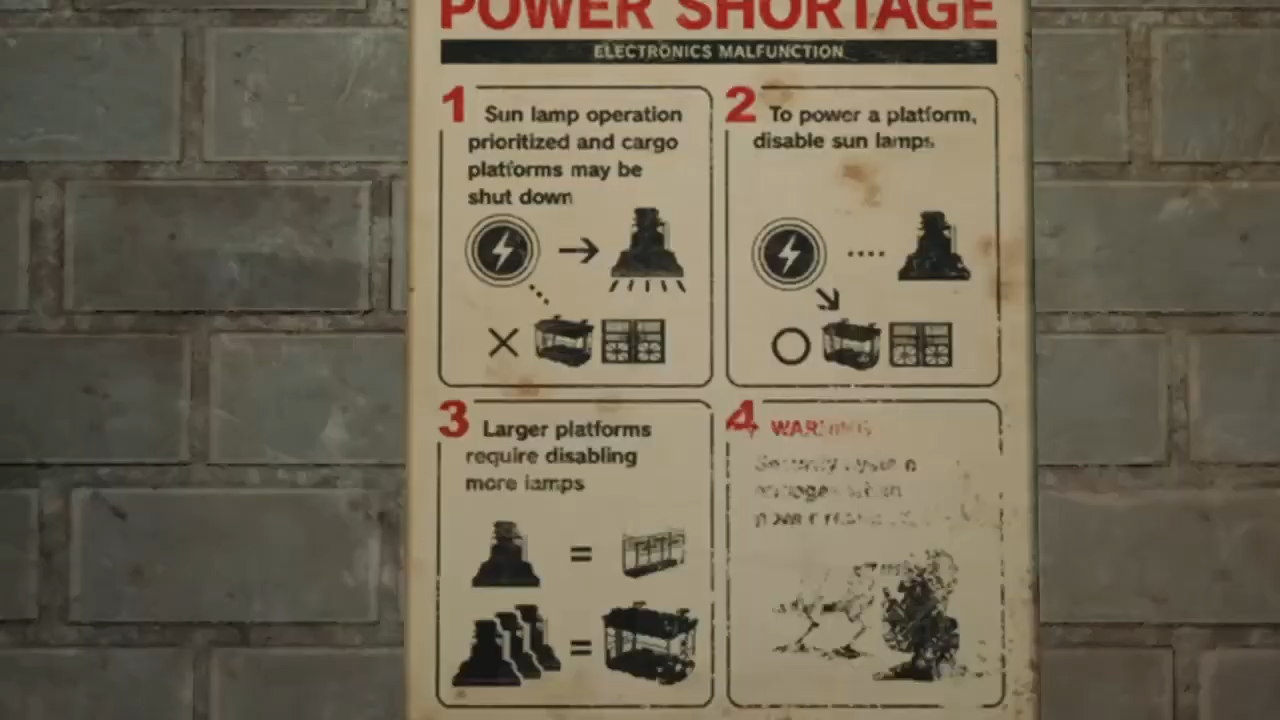 POWER SHORTAGE
ELECTRONICS MALFUNCTION
1 Sun lamp operation
prioritized and cargo
platforms may be
shut down
2 To power a platform,
disable sun lamps
3 Larger platforms
require disabling
more lamps
4 WARNING